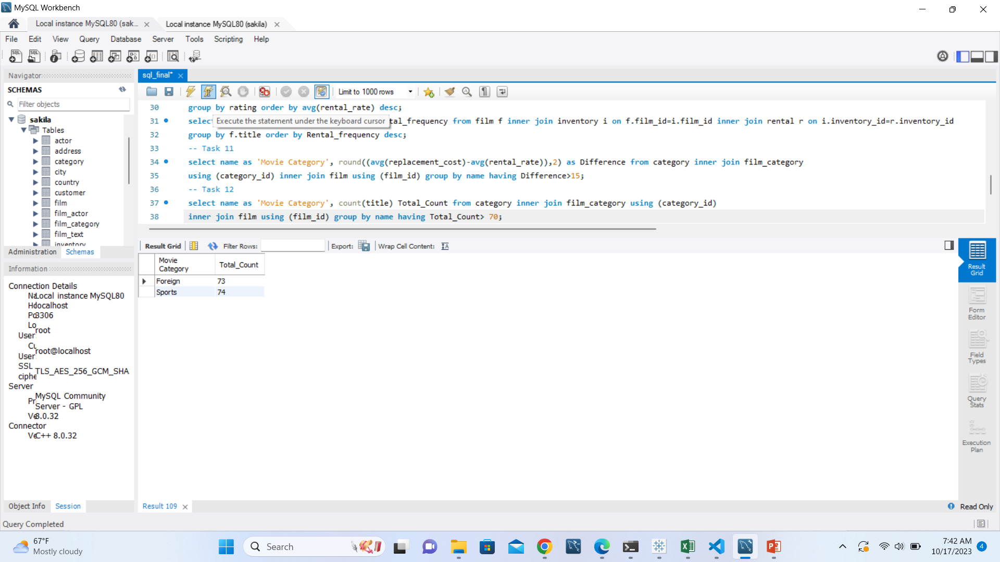 MySQL Workbench
Local instance MySQL80 (sak...
Local instance MySQL80 (sakila)
File Edit View Query Database Server Tools Scripting Help
Navigator
SCHEMAS
Filter objects
sakila
Tables
actor
address
category
city
country
customer
film
film_actor
film_category
film_text
inventory
Administration Schemas
Information
Connection Details
Local instance MySQL80
localhost
3306
Lo
root
User
Cu
root@localhost
User
SSL
TLS_AES_256_GCM_SHA
ciphe
Server
Pr
MySQL Community
Server - GPL
8.0.32
Connector
C++ 8.0.32
Object Info Session
Query Completed
sql_final*
Limit to 1000 rows
30 group by rating order by avg(rental_rate) desc;
31 selec tal_frequency from film f inner join inventory i on f.film_id=i.film_id inner join rental r on i.inventory_id=r.inventory_id
Execute the statement under the keyboard cursor
32 group by f.title order by Rental_frequency desc;
33 -- Task 11
34 select name as 'Movie Category', round((avg(replacement_cost)-avg(rental_rate)),2) as Difference from category inner join film_category
35 using (category_id) inner join film using (film_id) group by name having Difference>15;
36 -- Task 12
37 select name as 'Movie Category', count(title) Total_Count from category inner join film_category using (category_id)
38 inner join film using (film_id) group by name having Total_Count> 70;
Result Grid Filter Rows: Export: Wrap Cell Content:
Movie Category Total_Count
Foreign 73
Sports 74
Result Grid
Form Editor
Field Types
Query Stats
Execution Plan
Result 109
Read Only
67°F
Mostly cloudy
Search
7:42 AM
10/17/2023
4